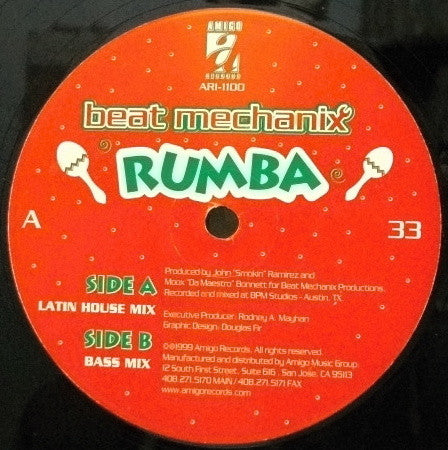 AMIGO
RECORDS
ARI-1100
beat mechanix
RUMBA
A
33
SIDE A
LATIN HOUSE MIX
Produced by John "Smokin" Ramirez and
Moox "Da Maestro" Bonnett for Beat Mechanix Productions.
Recorded and mixed at BPM Studios - Austin, TX
SIDE B
BASS MIX
Executive Producer: Rodney A. Mayhan
Graphic Design: Douglas Fir
℗©1999 Amigo Records. All rights reserved.
Manufactured and distributed by Amigo Music Group
12 South First Street, Suite 616, San Jose, CA 95113
408.271.5170 MAIN / 408.271.5171 FAX
www.amigorecords.com